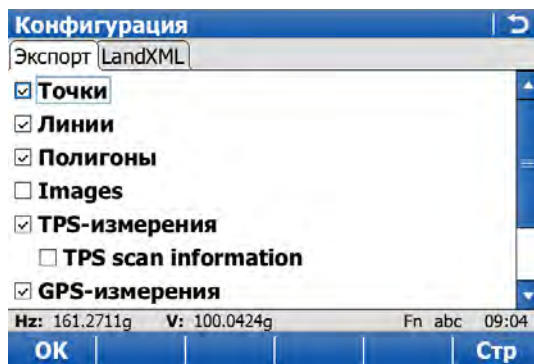 Конфигурация
Экспорт LandXML
Точки
Линии
Полигоны
Images
TPS-измерения
TPS scan information
GPS-измерения
Hz: 161.2711g V: 100.0424g Fn abc 09:04
OK Стр